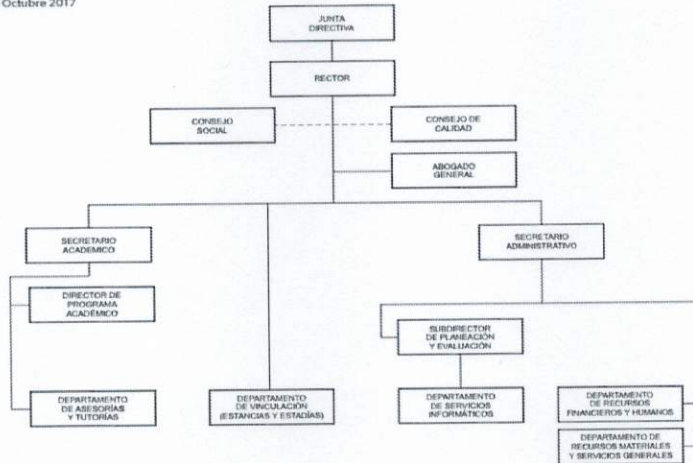 Octubre 2017
JUNTA
DIRECTIVA
RECTOR
CONSEJO
SOCIAL
CONSEJO DE
CALIDAD
ABOGADO
GENERAL
SECRETARIO
ACADÉMICO
SECRETARIO
ADMINISTRATIVO
DIRECTOR DE
PROGRAMA
ACADÉMICO
SUBDIRECTOR
DE PLANEACIÓN
Y EVALUACIÓN
DEPARTAMENTO
DE ASESORÍAS
Y TUTORÍAS
DEPARTAMENTO
DE VINCULACIÓN
(ESTANCIAS Y ESTADÍAS)
DEPARTAMENTO
DE SERVICIOS
INFORMÁTICOS
DEPARTAMENTO
DE RECURSOS
FINANCIEROS Y HUMANOS
DEPARTAMENTO DE
RECURSOS MATERIALES
Y SERVICIOS GENERALES